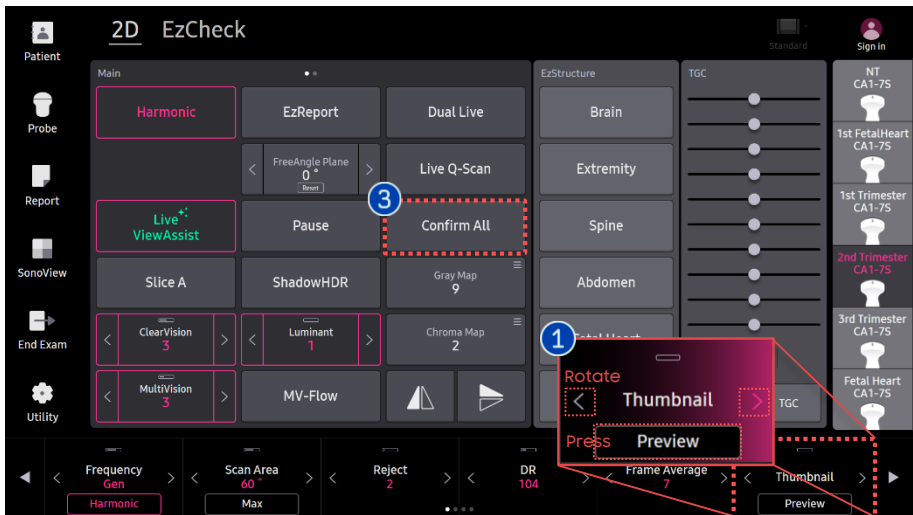 2D EzCheck
Standard
Sign in
Patient
Probe
Report
SonoView
End Exam
Utility
Main
Harmonic
EzReport
Dual Live
FreeAngle Plane
0 °
Reset
Live Q-Scan
3
Live
ViewAssist
Pause
Confirm All
Slice A
ShadowHDR
Gray Map
9
ClearVision
3
Luminant
1
Chroma Map
2
MultiVision
3
MV-Flow
EzStructure
Brain
Extremity
Spine
Abdomen
Fetal Heart
TGC
TGC
1
Rotate
< Thumbnail >
Press Preview
NT
CA1-7S
1st FetalHeart
CA1-7S
1st Trimester
CA1-7S
2nd Trimester
CA1-7S
3rd Trimester
CA1-7S
Fetal Heart
CA1-7S
Frequency
Gen
Harmonic
Scan Area
60 °
Max
Reject
2
DR
104
Frame Average
7
Thumbnail
Preview